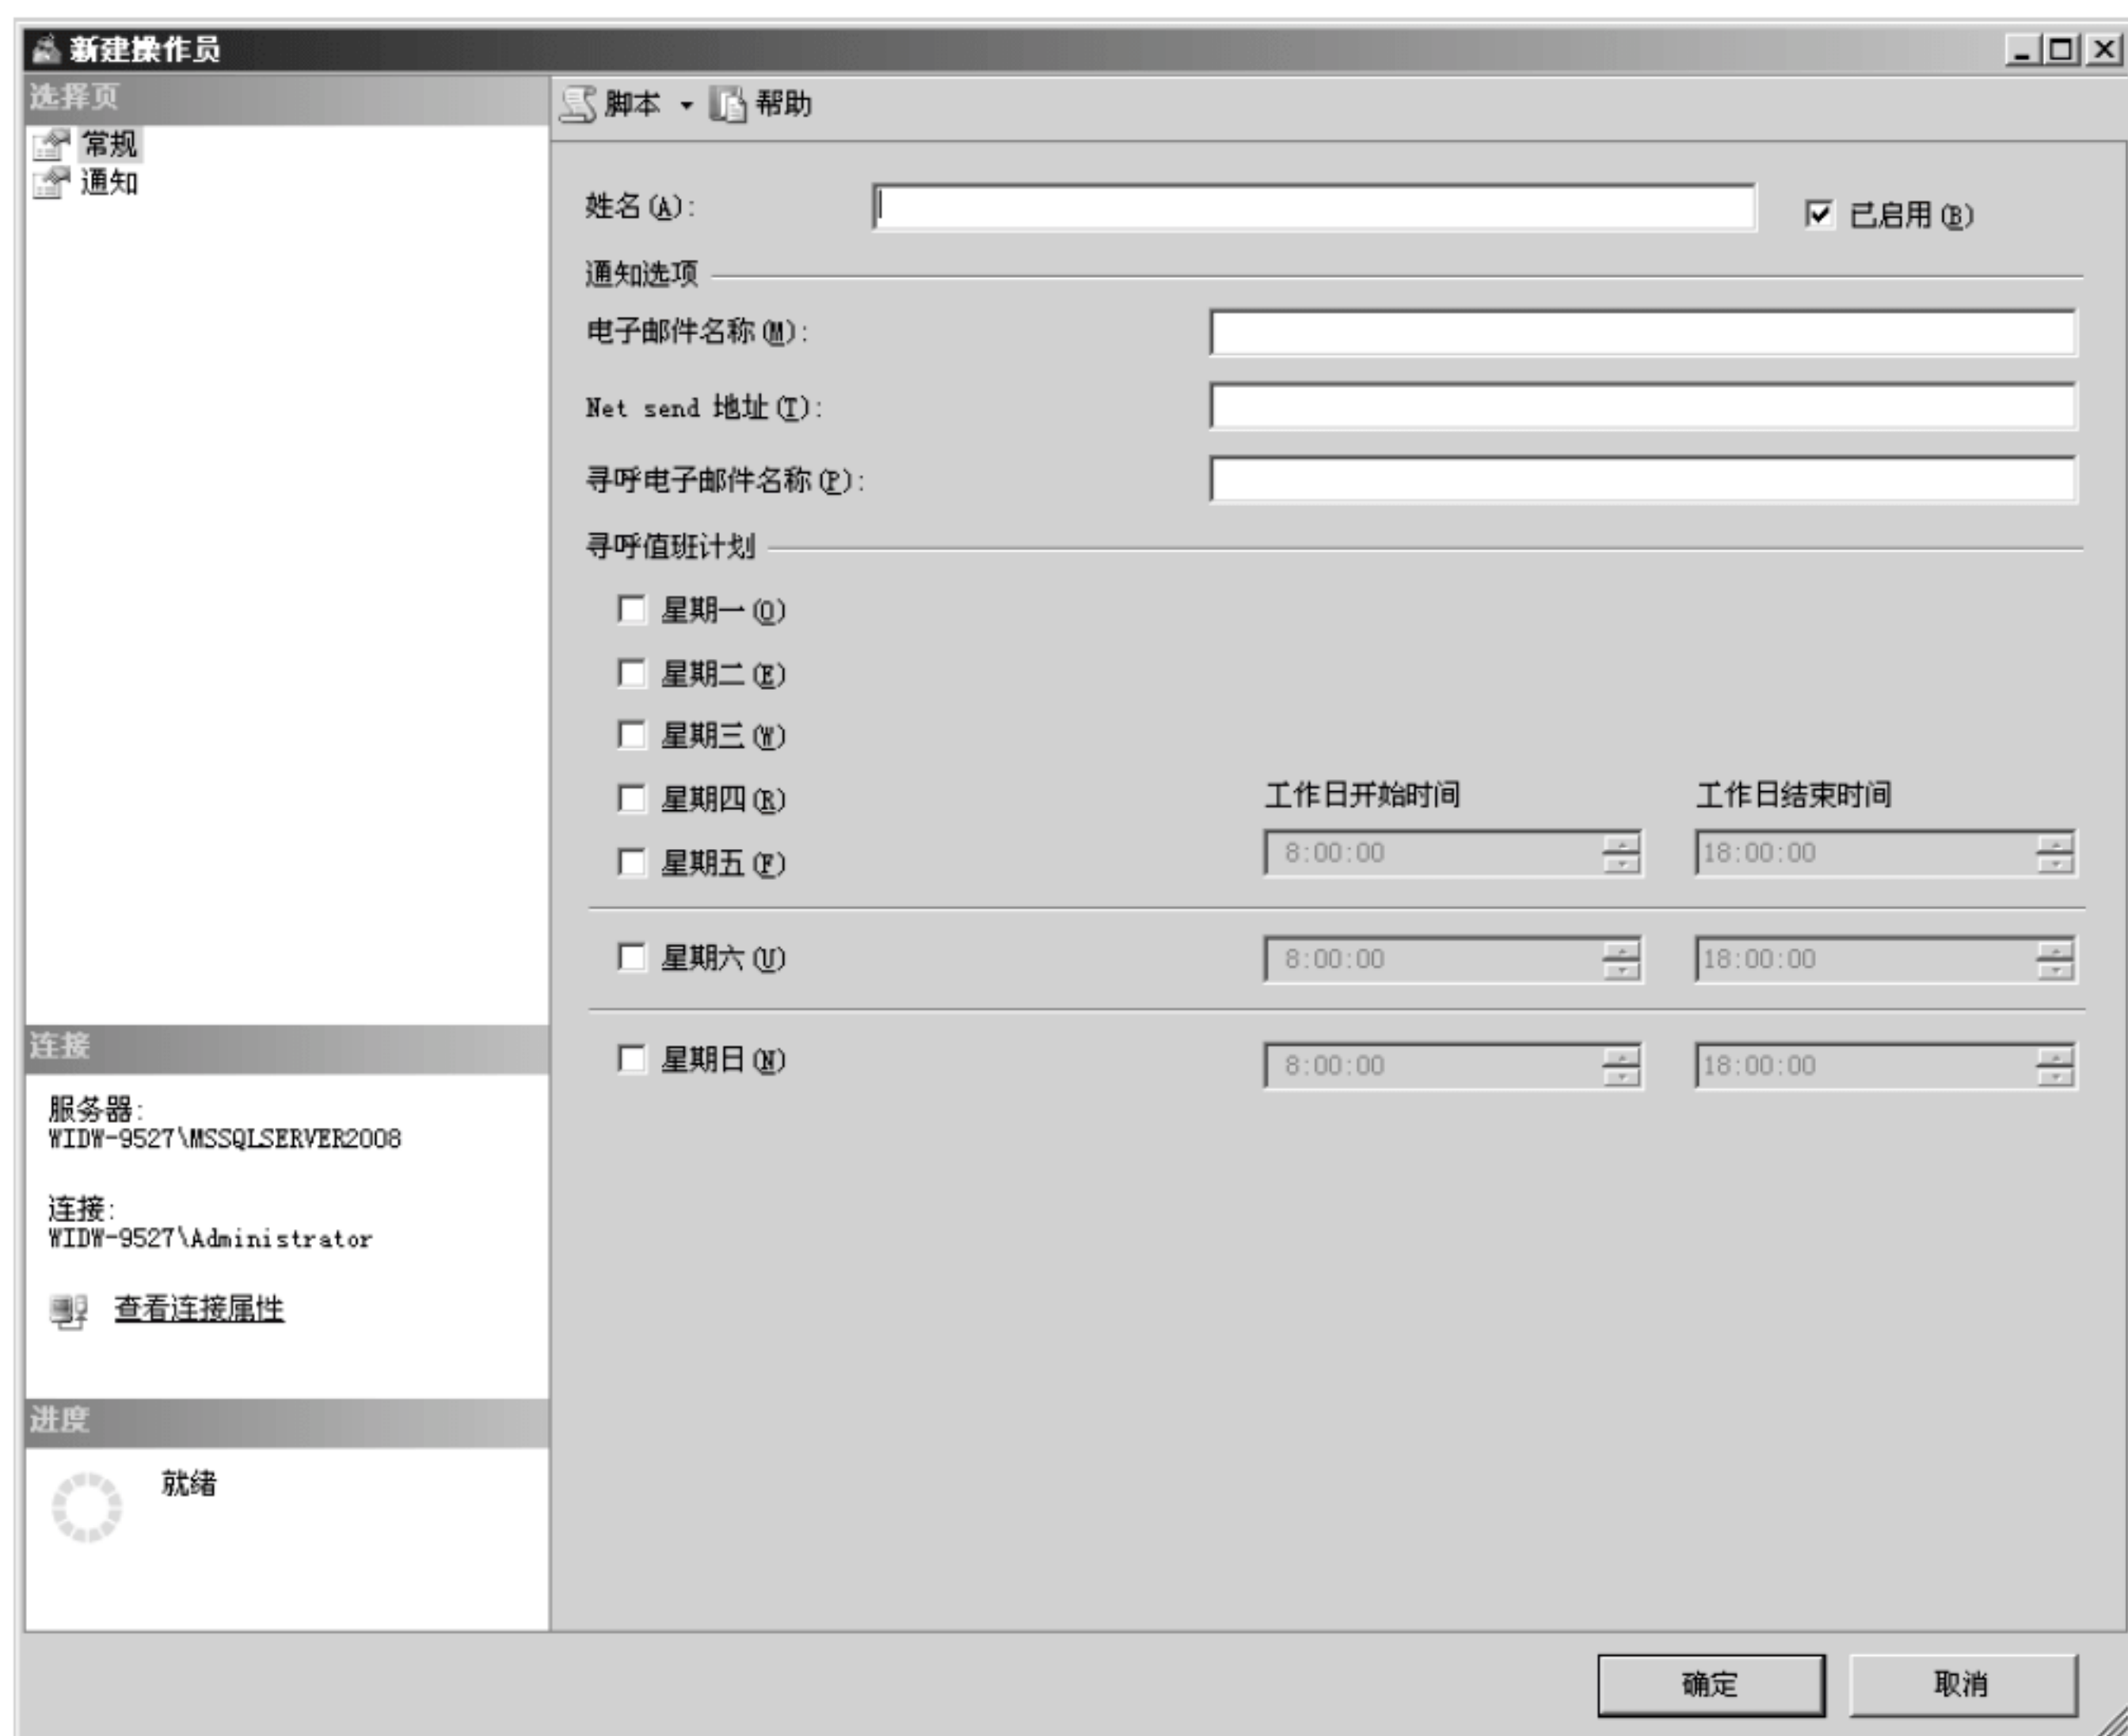 新建操作员
选择页
常规
通知
脚本 帮助
姓名(A): 已启用(B)
通知选项
电子邮件名称(M):
Net send 地址(T):
寻呼电子邮件名称(P):
寻呼值班计划
星期一(O)
星期二(E)
星期三(W)
星期四(R) 工作日开始时间 工作日结束时间
星期五(F) 8:00:00 18:00:00
星期六(U) 8:00:00 18:00:00
星期日(N) 8:00:00 18:00:00
连接
服务器:
WIDW-9527\MSSQLSERVER2008
连接:
WIDW-9527\Administrator
查看连接属性
进度
就绪
确定 取消